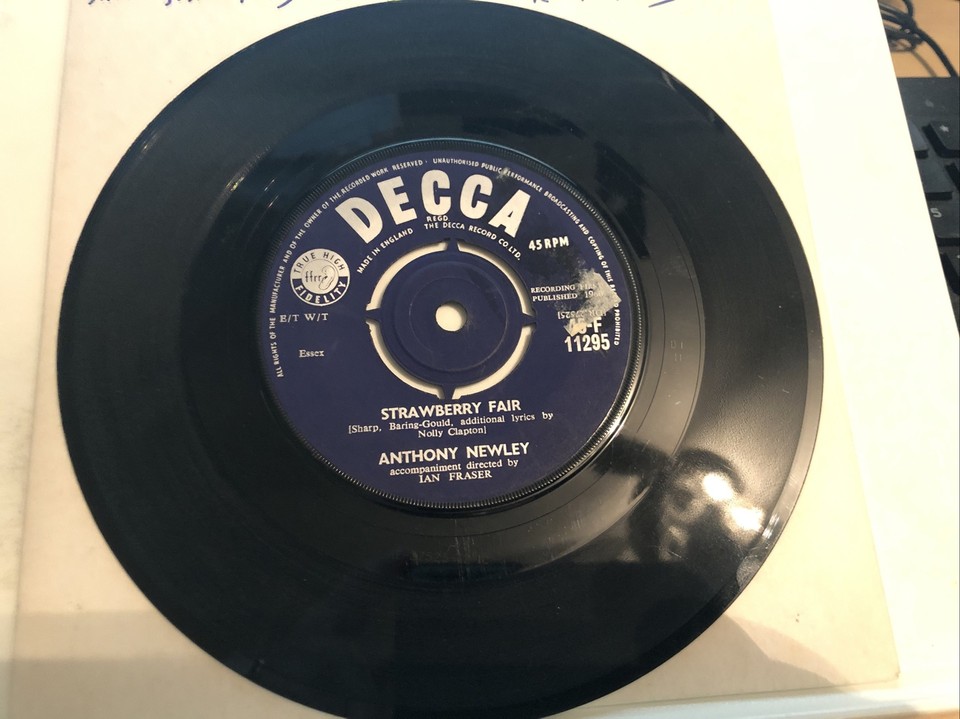 ALL RIGHTS OF THE MANUFACTURER AND OF THE OWNER OF THE RECORDED WORK RESERVED · UNAUTHORISED PUBLIC PERFORMANCE BROADCASTING AND COPYING OF THIS PROHIBITED
DECCA
REGD.
MADE IN ENGLAND THE DECCA RECORD CO LTD.
45 RPM
TRUE HIGH
ffrr
FIDELITY
RECORDING
PUBLISHED
E/T W/T
45-F
11295
Essex
STRAWBERRY FAIR
[Sharp, Baring-Gould, additional lyrics by
Nolly Clapton]
ANTHONY NEWLEY
accompaniment directed by
IAN FRASER
5